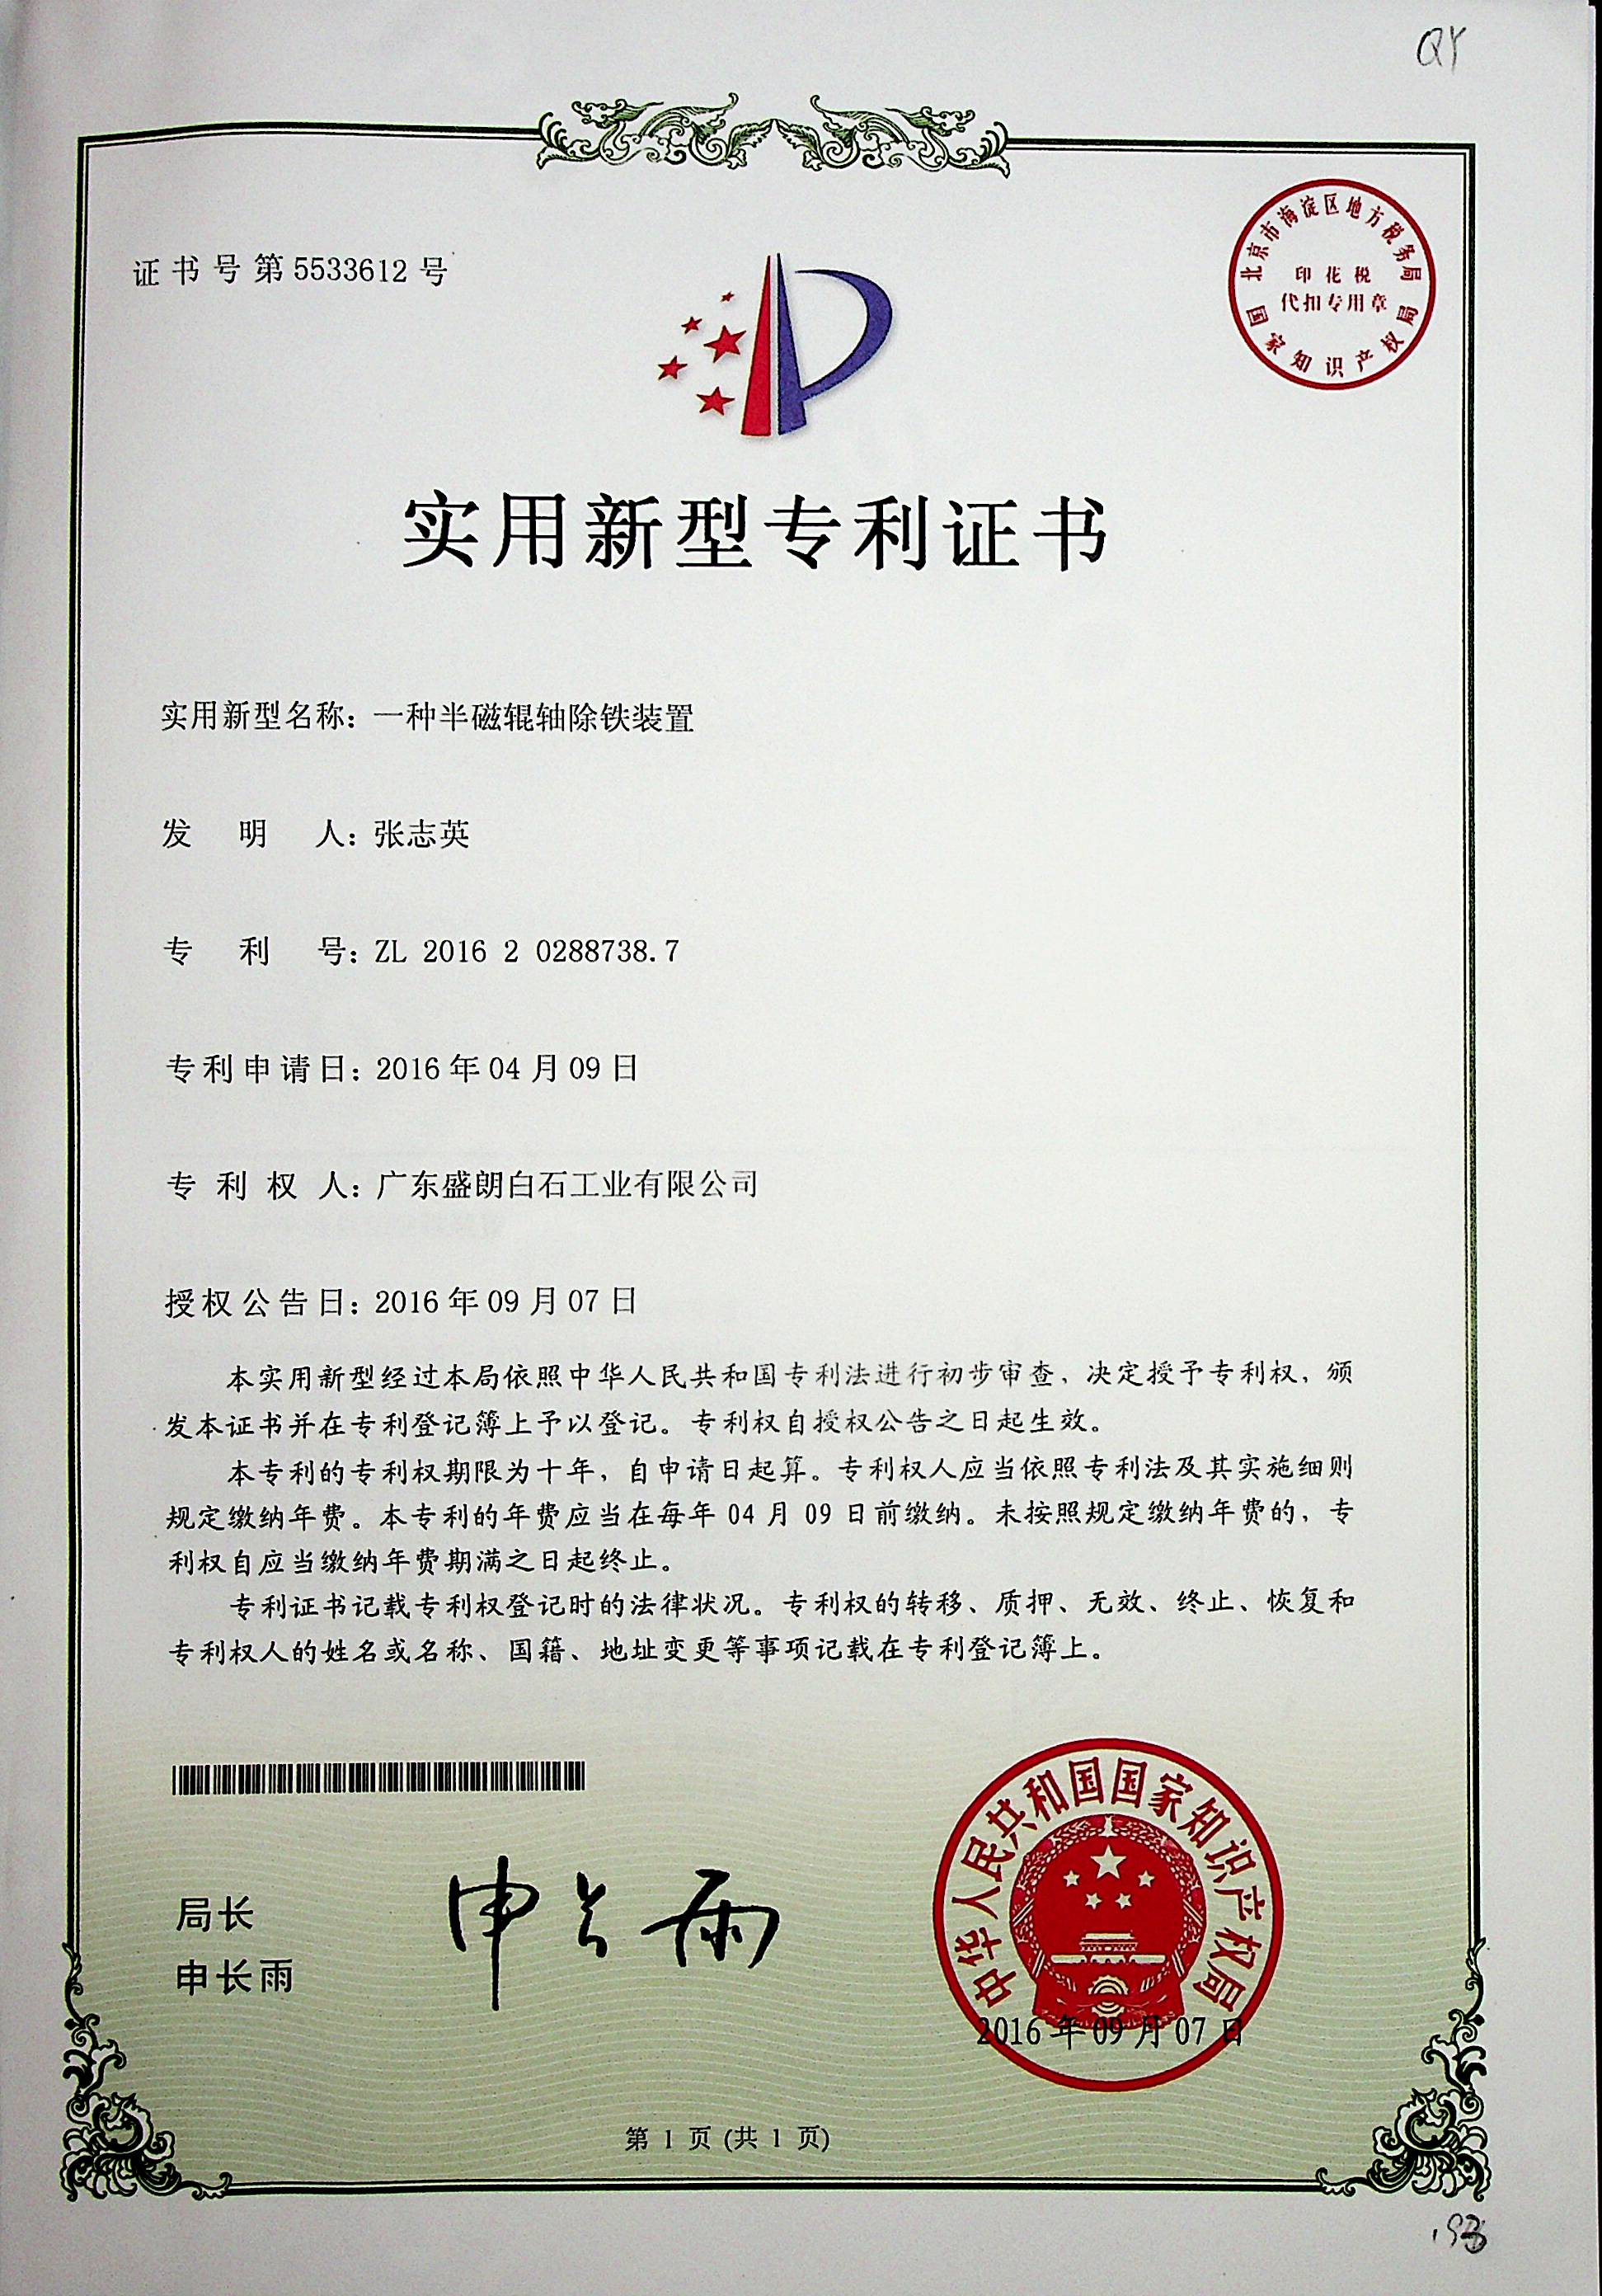 QY
证书号第5533612号
北京市海淀区地方税务局
印花税
代扣专用章
国家知识产权局
实用新型专利证书
实用新型名称：一种半磁辊轴除铁装置
发明人：张志英
专利号：ZL 2016 2 0288738.7
专利申请日：2016年04月09日
专利权人：广东盛朗白石工业有限公司
授权公告日：2016年09月07日
本实用新型经过本局依照中华人民共和国专利法进行初步审查，决定授予专利权，颁
发本证书并在专利登记簿上予以登记。专利权自授权公告之日起生效。
本专利的专利权期限为十年，自申请日起算。专利权人应当依照专利法及其实施细则
规定缴纳年费。本专利的年费应当在每年04月09日前缴纳。未按照规定缴纳年费的，专
利权自应当缴纳年费期满之日起终止。
专利证书记载专利权登记时的法律状况。专利权的转移、质押、无效、终止、恢复和
专利权人的姓名或名称、国籍、地址变更等事项记载在专利登记簿上。
局长
申长雨
申长雨
中华人民共和国国家知识产权局
2016年09月07日
第 1 页 (共 1 页)